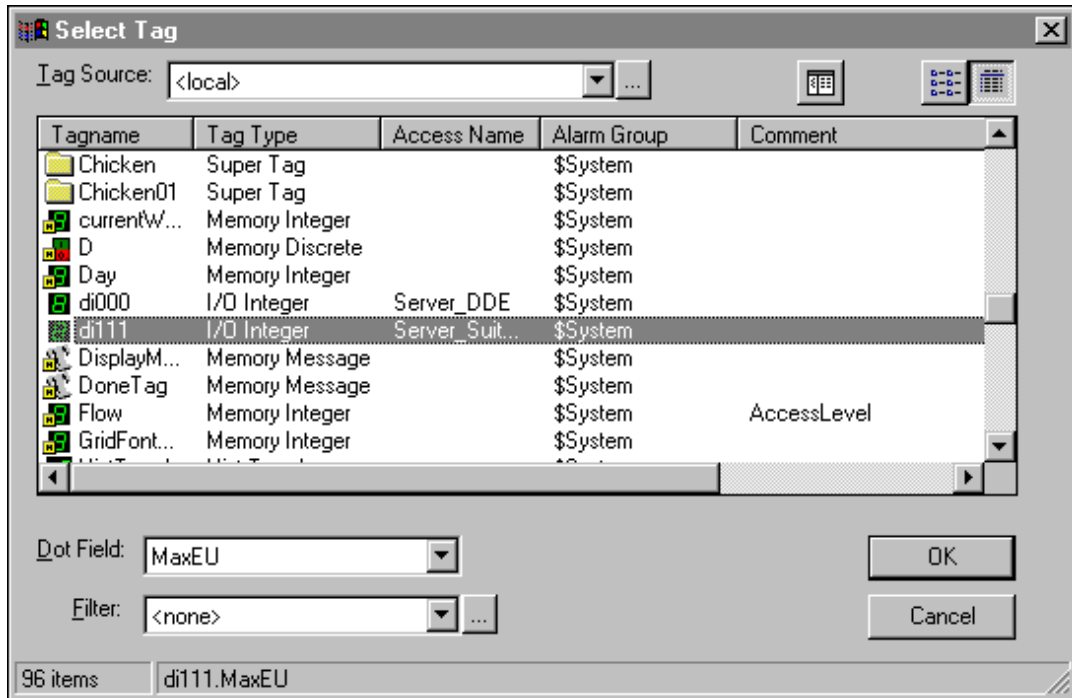 Select Tag
Tag Source: <local> ...
Tagname Tag Type Access Name Alarm Group Comment
Chicken Super Tag $System
Chicken01 Super Tag $System
currentW... Memory Integer $System
D Memory Discrete $System
Day Memory Integer $System
di000 I/O Integer Server_DDE $System
di111 I/O Integer Server_Suit... $System
DisplayM... Memory Message $System
DoneTag Memory Message $System
Flow Memory Integer $System AccessLevel
GridFont... Memory Integer $System
Dot Field: MaxEU OK
Filter: <none> ... Cancel
96 items di111.MaxEU